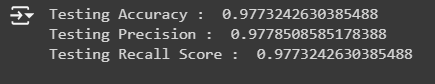 Testing Accuracy :  0.9773242630385488
Testing Precision :  0.9778508585178388
Testing Recall Score :  0.9773242630385488